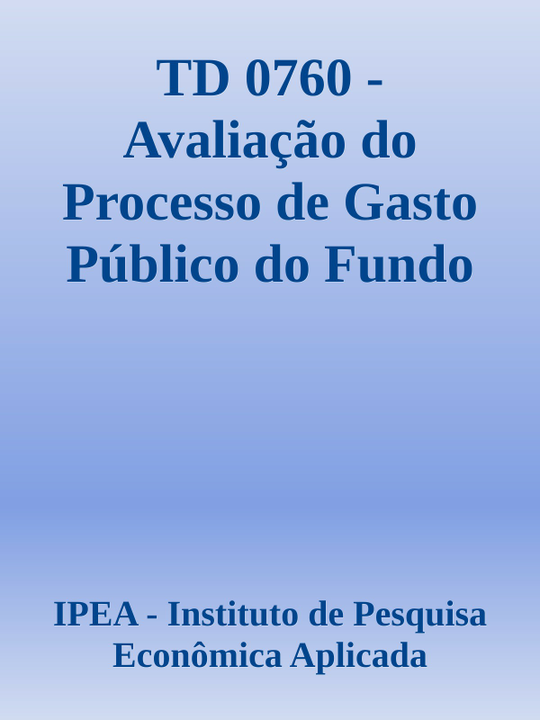 TD 0760 -
Avaliação do
Processo de Gasto
Público do Fundo
IPEA - Instituto de Pesquisa
Econômica Aplicada